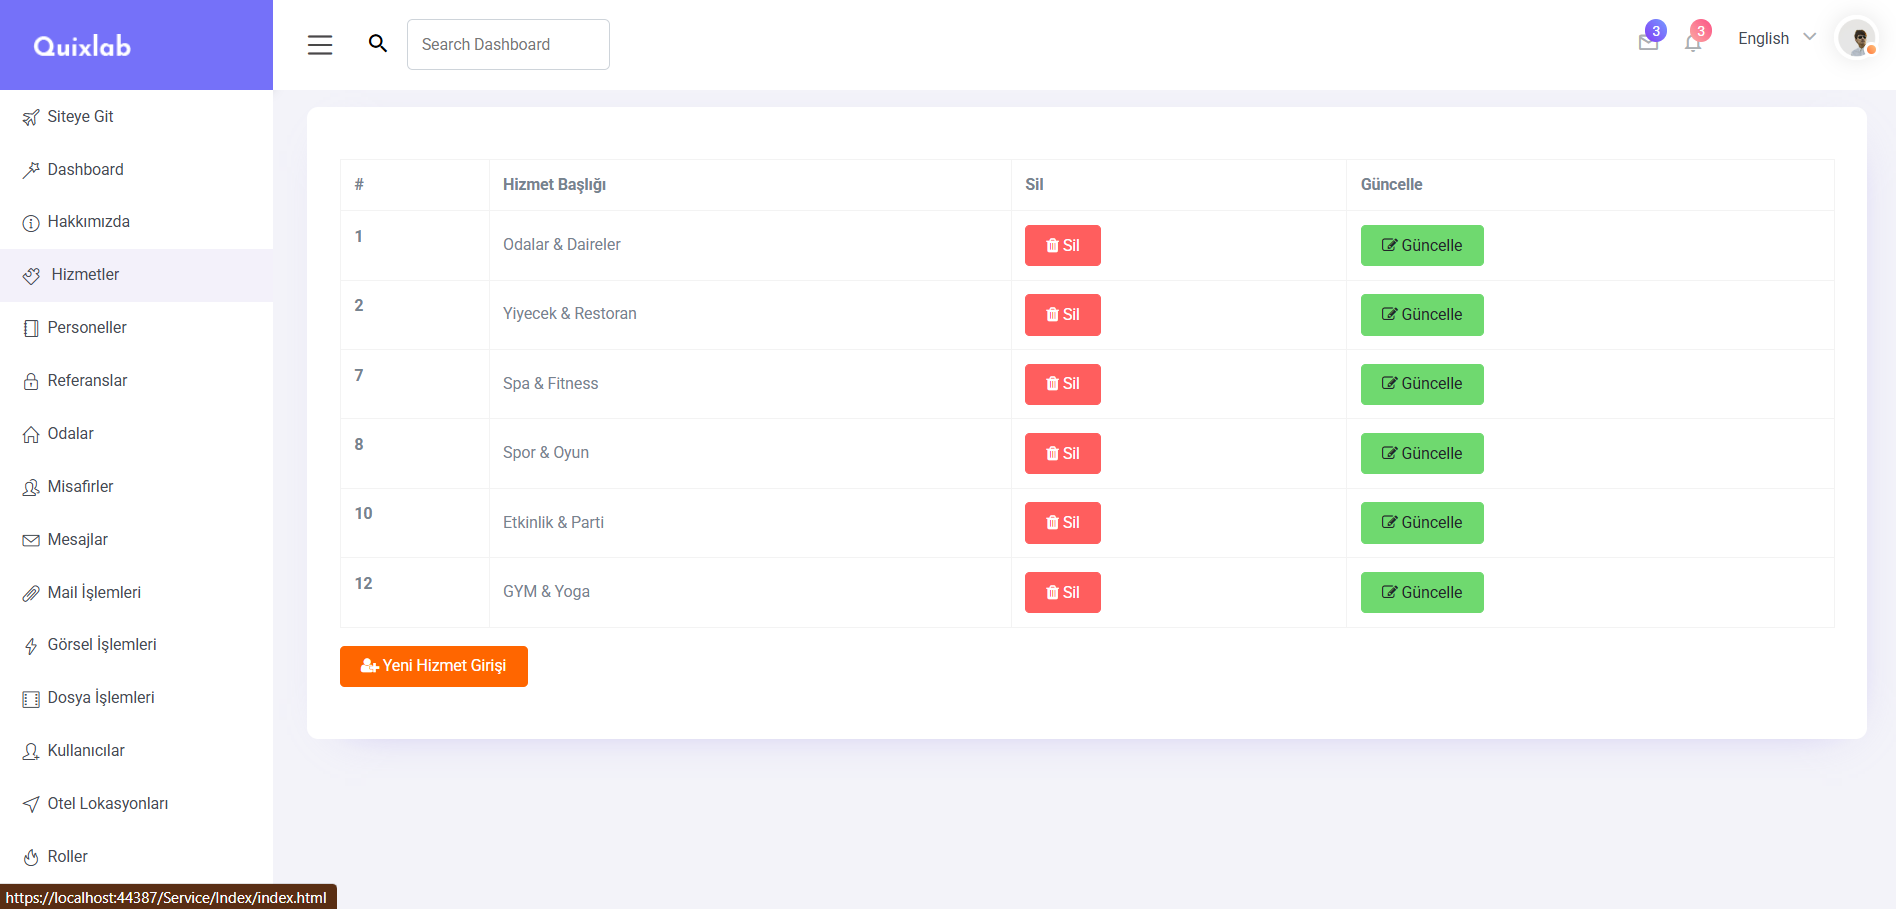 Quixlab
Search Dashboard
3
3
English
Siteye Git
Dashboard
Hakkımızda
Hizmetler
Personeller
Referanslar
Odalar
Misafirler
Mesajlar
Mail İşlemleri
Görsel İşlemleri
Dosya İşlemleri
Kullanıcılar
Otel Lokasyonları
Roller
# Hizmet Başlığı Sil Güncelle
1 Odalar & Daireler Sil Güncelle
2 Yiyecek & Restoran Sil Güncelle
7 Spa & Fitness Sil Güncelle
8 Spor & Oyun Sil Güncelle
10 Etkinlik & Parti Sil Güncelle
12 GYM & Yoga Sil Güncelle
Yeni Hizmet Girişi
https://localhost:44387/Service/Index/index.html